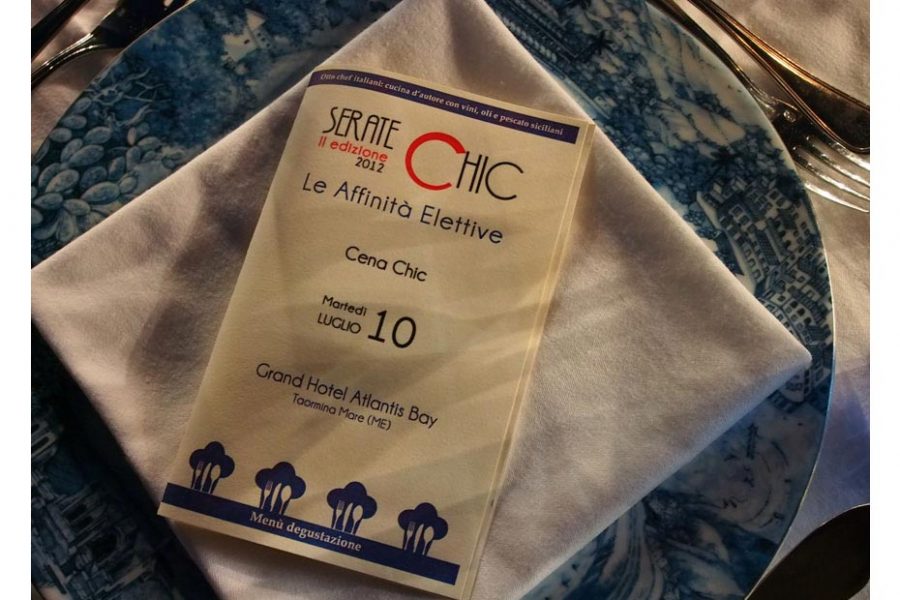 Otto chef italiani: cucina d'autore con vini, oli e pescato siciliani
SERATE CHIC
II edizione
2012
Le Affinità Elettive
Cena Chic
Martedì
LUGLIO 10
Grand Hotel Atlantis Bay
Taormina Mare (ME)
Menù degustazione